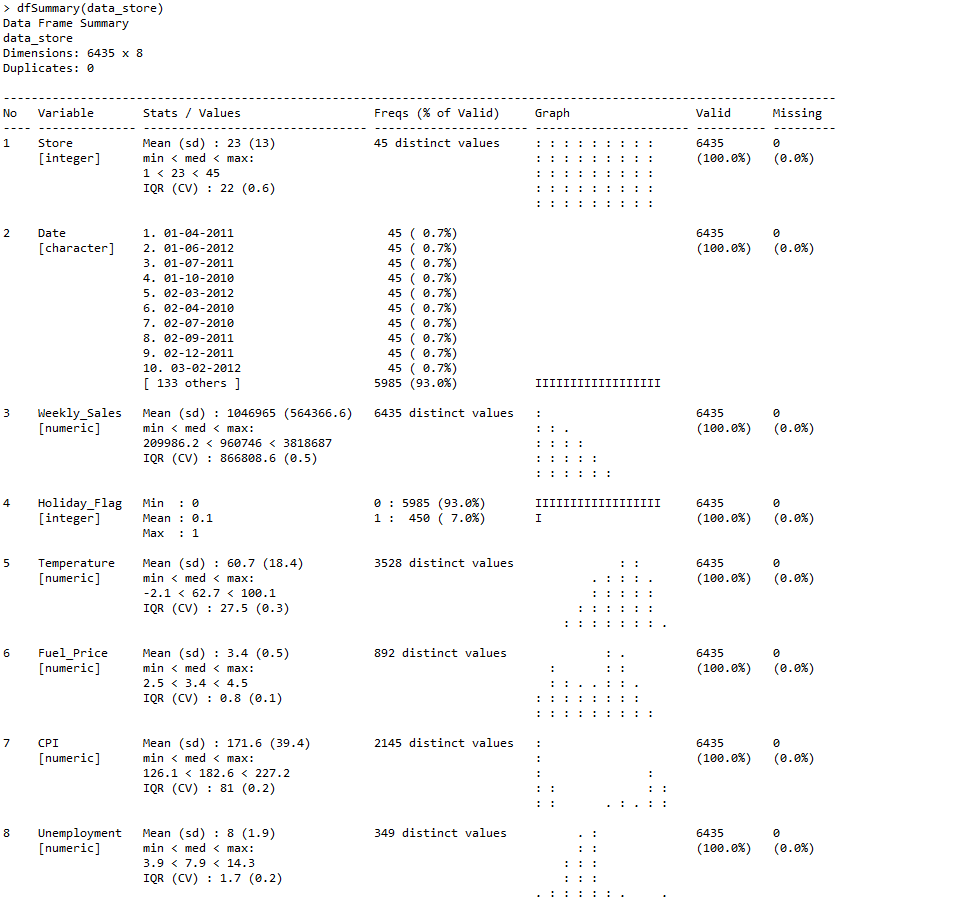 > dfSummary(data_store)
Data Frame Summary
data_store
Dimensions: 6435 x 8
Duplicates: 0
-----------------------------------------------------------------------------------------------------------------------
No   Variable       Stats / Values                   Freqs (% of Valid)     Graph                  Valid      Missing
---- -------------- -------------------------------- ---------------------- ---------------------- ---------- ---------
1    Store          Mean (sd) : 23 (13)              45 distinct values     : : : : : : : : :      6435       0
     [integer]      min < med < max:                                        : : : : : : : : :      (100.0%)   (0.0%)
                    1 < 23 < 45                                             : : : : : : : : :
                    IQR (CV) : 22 (0.6)                                     : : : : : : : : :
                                                                            : : : : : : : : :
2    Date           1. 01-04-2011                      45 ( 0.7%)                                  6435       0
     [character]    2. 01-06-2012                      45 ( 0.7%)                                  (100.0%)   (0.0%)
                    3. 01-07-2011                      45 ( 0.7%)
                    4. 01-10-2010                      45 ( 0.7%)
                    5. 02-03-2012                      45 ( 0.7%)
                    6. 02-04-2010                      45 ( 0.7%)
                    7. 02-07-2010                      45 ( 0.7%)
                    8. 02-09-2011                      45 ( 0.7%)
                    9. 02-12-2011                      45 ( 0.7%)
                    10. 03-02-2012                     45 ( 0.7%)
                    [ 133 others ]                   5985 (93.0%)           IIIIIIIIIIIIIIIIII
3    Weekly_Sales   Mean (sd) : 1046965 (564366.6)   6435 distinct values   :                      6435       0
     [numeric]      min < med < max:                                        : : .                  (100.0%)   (0.0%)
                    209986.2 < 960746 < 3818687                             : : : :
                    IQR (CV) : 866808.6 (0.5)                               : : : : :
                                                                            : : : : : :
4    Holiday_Flag   Min  : 0                         0 : 5985 (93.0%)       IIIIIIIIIIIIIIIIII     6435       0
     [integer]      Mean : 0.1                       1 :  450 ( 7.0%)       I                      (100.0%)   (0.0%)
                    Max  : 1
5    Temperature    Mean (sd) : 60.7 (18.4)          3528 distinct values               : :        6435       0
     [numeric]      min < med < max:                                                . : : : .      (100.0%)   (0.0%)
                    -2.1 < 62.7 < 100.1                                             : : : : :
                    IQR (CV) : 27.5 (0.3)                                         : : : : : :
                                                                                : : : : : : : .
6    Fuel_Price     Mean (sd) : 3.4 (0.5)            892 distinct values              : .          6435       0
     [numeric]      min < med < max:                                          :       : :          (100.0%)   (0.0%)
                    2.5 < 3.4 < 4.5                                           : : . . : : .
                    IQR (CV) : 0.8 (0.1)                                    : : : : : : : :
                                                                            : : : : : : : : :
7    CPI            Mean (sd) : 171.6 (39.4)         2145 distinct values   :                      6435       0
     [numeric]      min < med < max:                                        :                      (100.0%)   (0.0%)
                    126.1 < 182.6 < 227.2                                   :               :
                    IQR (CV) : 81 (0.2)                                     : :             : :
                                                                            : :       . : . : :
8    Unemployment   Mean (sd) : 8 (1.9)              349 distinct values          . :              6435       0
     [numeric]      min < med < max:                                              : :              (100.0%)   (0.0%)
                    3.9 < 7.9 < 14.3                                            : : :
                    IQR (CV) : 1.7 (0.2)                                        : : :
                                                                            . : : : : : .     .